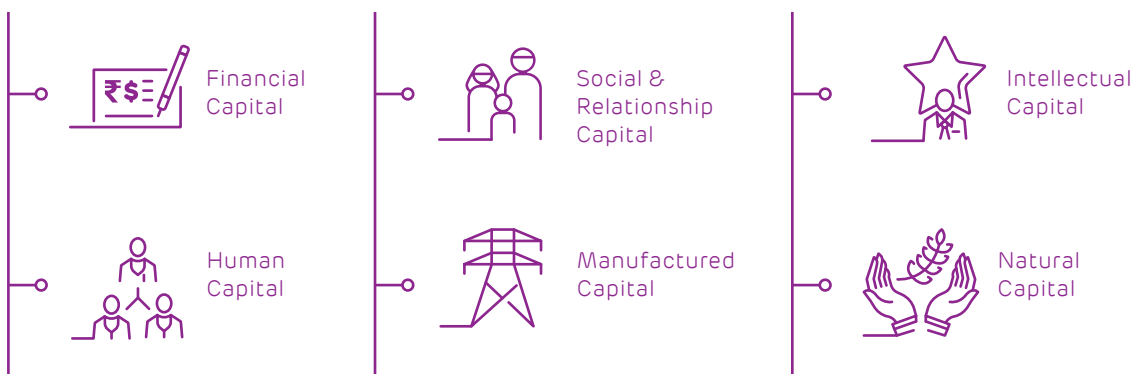 ₹$
Financial
Capital
Social &
Relationship
Capital
Intellectual
Capital
Human
Capital
Manufactured
Capital
Natural
Capital